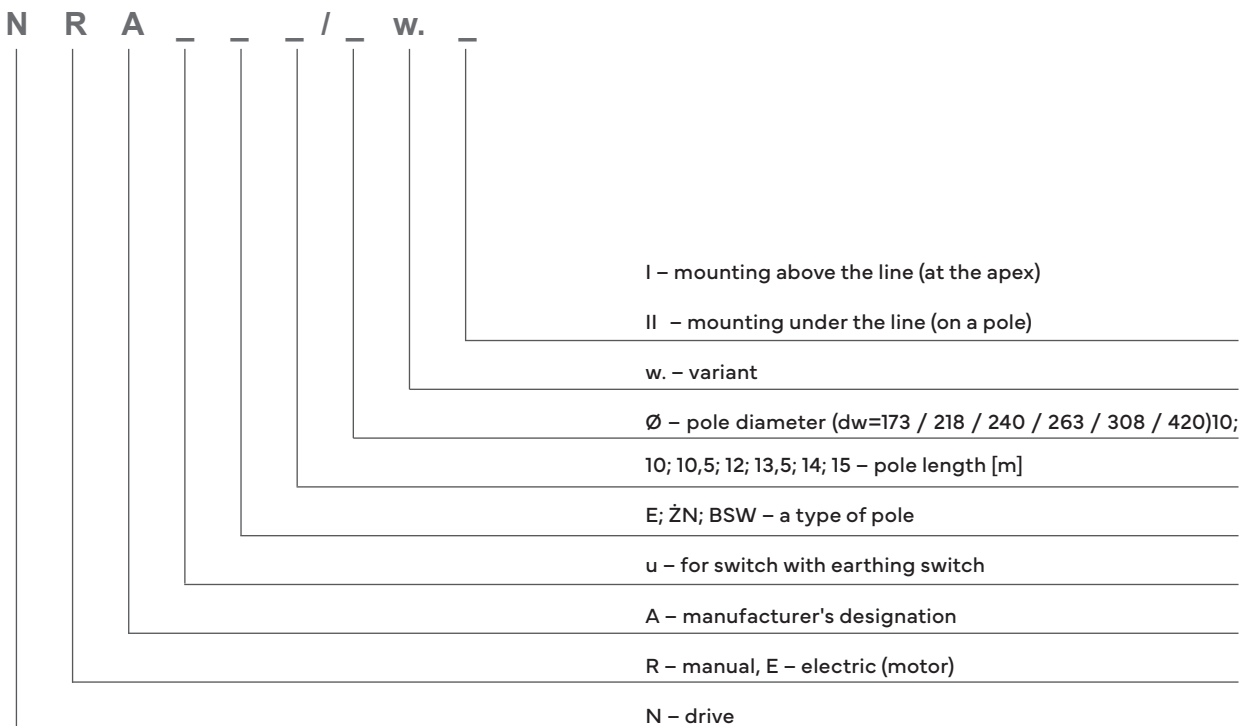 N R A _ _ _ / _ w. _
I – mounting above the line (at the apex)
II – mounting under the line (on a pole)
w. – variant
Ø – pole diameter (dw=173 / 218 / 240 / 263 / 308 / 420)10;
10; 10,5; 12; 13,5; 14; 15 – pole length [m]
E; ŻN; BSW – a type of pole
u – for switch with earthing switch
A – manufacturer's designation
R – manual, E – electric (motor)
N – drive